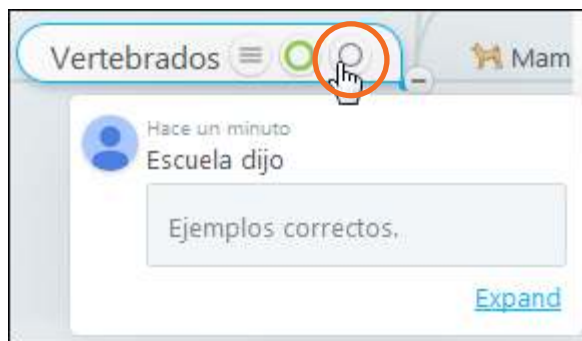 Vertebrados Mam
Hace un minuto
Escuela dijo
Ejemplos correctos.
Expand